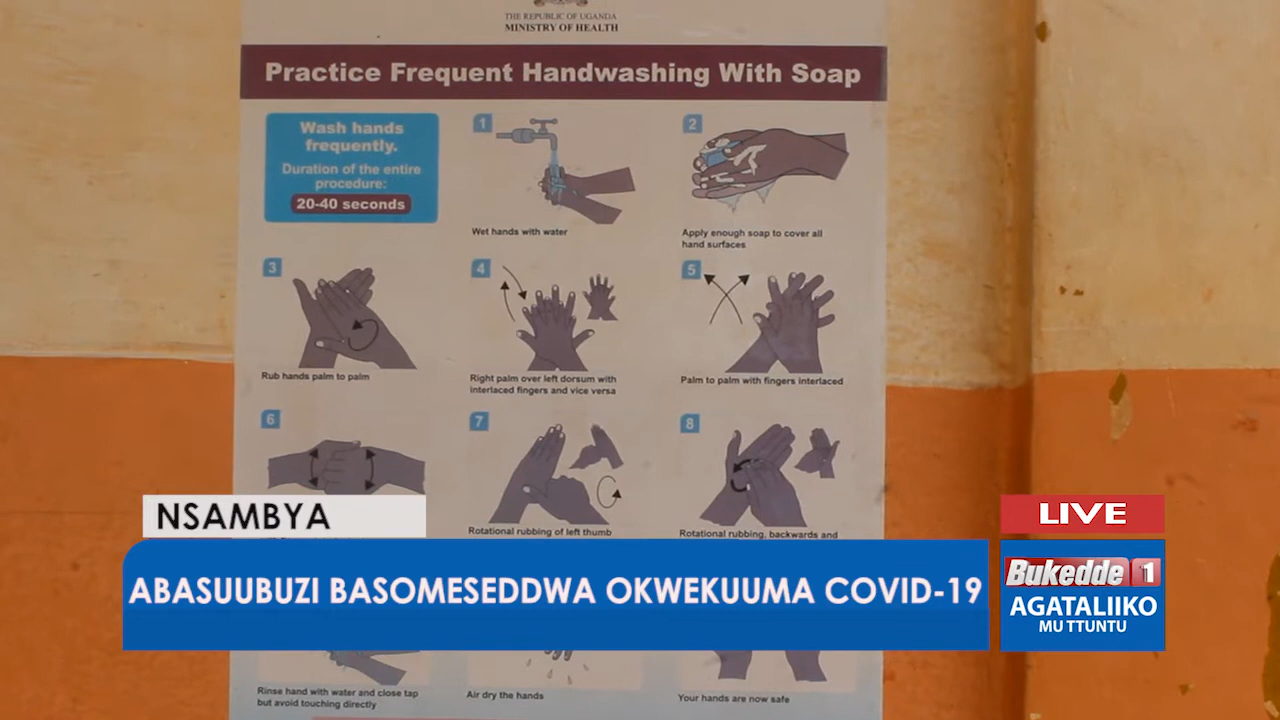 THE REPUBLIC OF UGANDA
MINISTRY OF HEALTH
Practice Frequent Handwashing With Soap
Wash hands
frequently.
Duration of the entire
procedure:
20-40 seconds
1
Wet hands with water
2
Apply enough soap to cover all
hand surfaces
3
Rub hands palm to palm
4
Right palm over left dorsum with
interlaced fingers and vice versa
5
Palm to palm with fingers interlaced
6
7
Rotational rubbing of left thumb
8
Rotational rubbing, backwards and
NSAMBYA
LIVE
ABASUUBUZI BASOMESEDDWA OKWEKUUMA COVID-19
Bukedde 1
AGATALIIKO
MU TTUNTU
Rinse hand with water and close tap
but avoid touching directly
Air dry the hands
Your hands are now safe